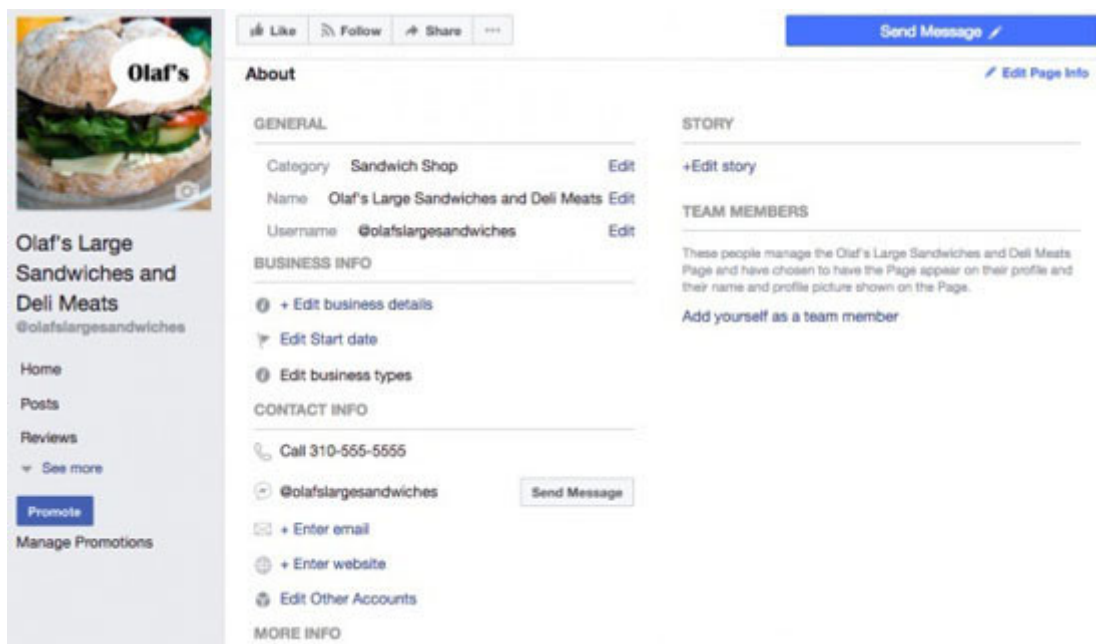 Olaf's
Olaf's Large
Sandwiches and
Deli Meats
@olafslargesandwiches
Home
Posts
Reviews
See more
Promote
Manage Promotions
Like Follow Share ...
Send Message
About
Edit Page Info
GENERAL
Category Sandwich Shop Edit
Name Olaf's Large Sandwiches and Deli Meats Edit
Username @olafslargesandwiches Edit
BUSINESS INFO
+ Edit business details
Edit Start date
Edit business types
CONTACT INFO
Call 310-555-5555
@olafslargesandwiches Send Message
+ Enter email
+ Enter website
Edit Other Accounts
MORE INFO
STORY
+Edit story
TEAM MEMBERS
These people manage the Olaf's Large Sandwiches and Deli Meats
Page and have chosen to have the Page appear on their profile and
their name and profile picture shown on the Page.
Add yourself as a team member